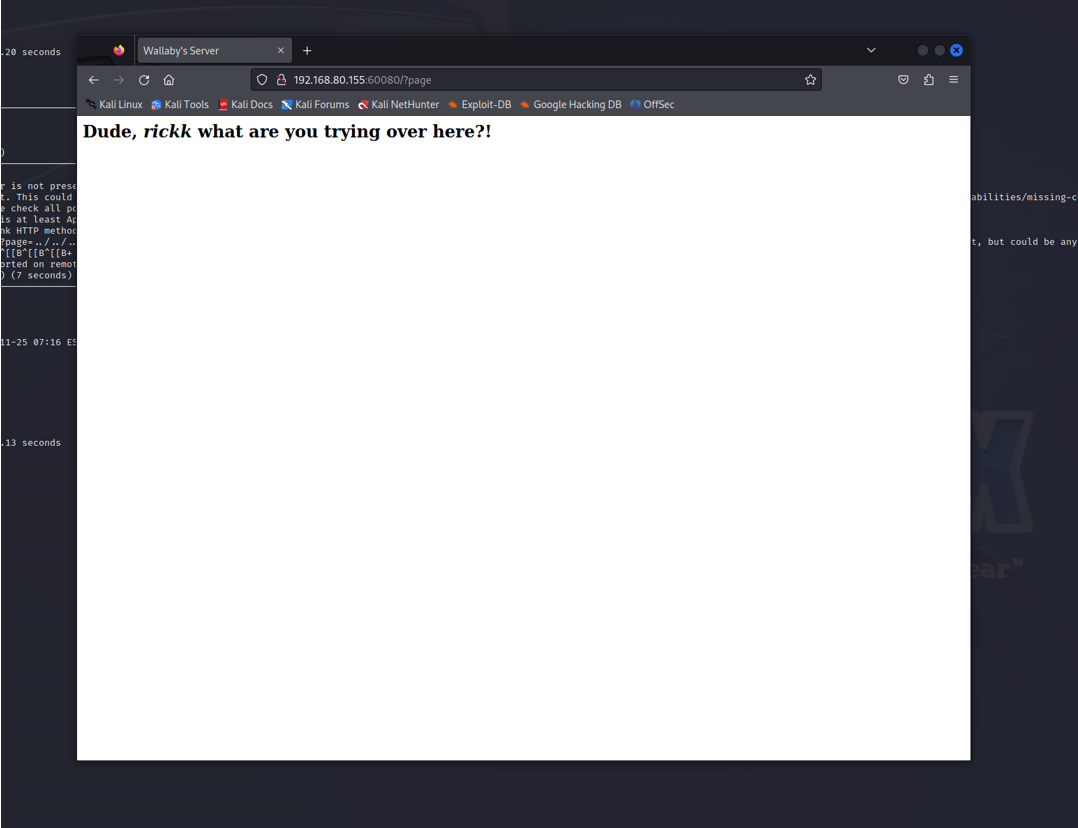 .20 seconds
Wallaby's Server
192.168.80.155:60080/?page
Kali Linux Kali Tools Kali Docs Kali Forums Kali NetHunter Exploit-DB Google Hacking DB OffSec
Dude, rickk what are you trying over here?!
)
r is not prese
t. This could abilities/missing-c
e check all po
is at least Ap
nk HTTP method
?page=../../.. t, but could be any
^[[B^[[B^[[B+
orted on remot
) (7 seconds)
11-25 07:16 ES
.13 seconds
ear"